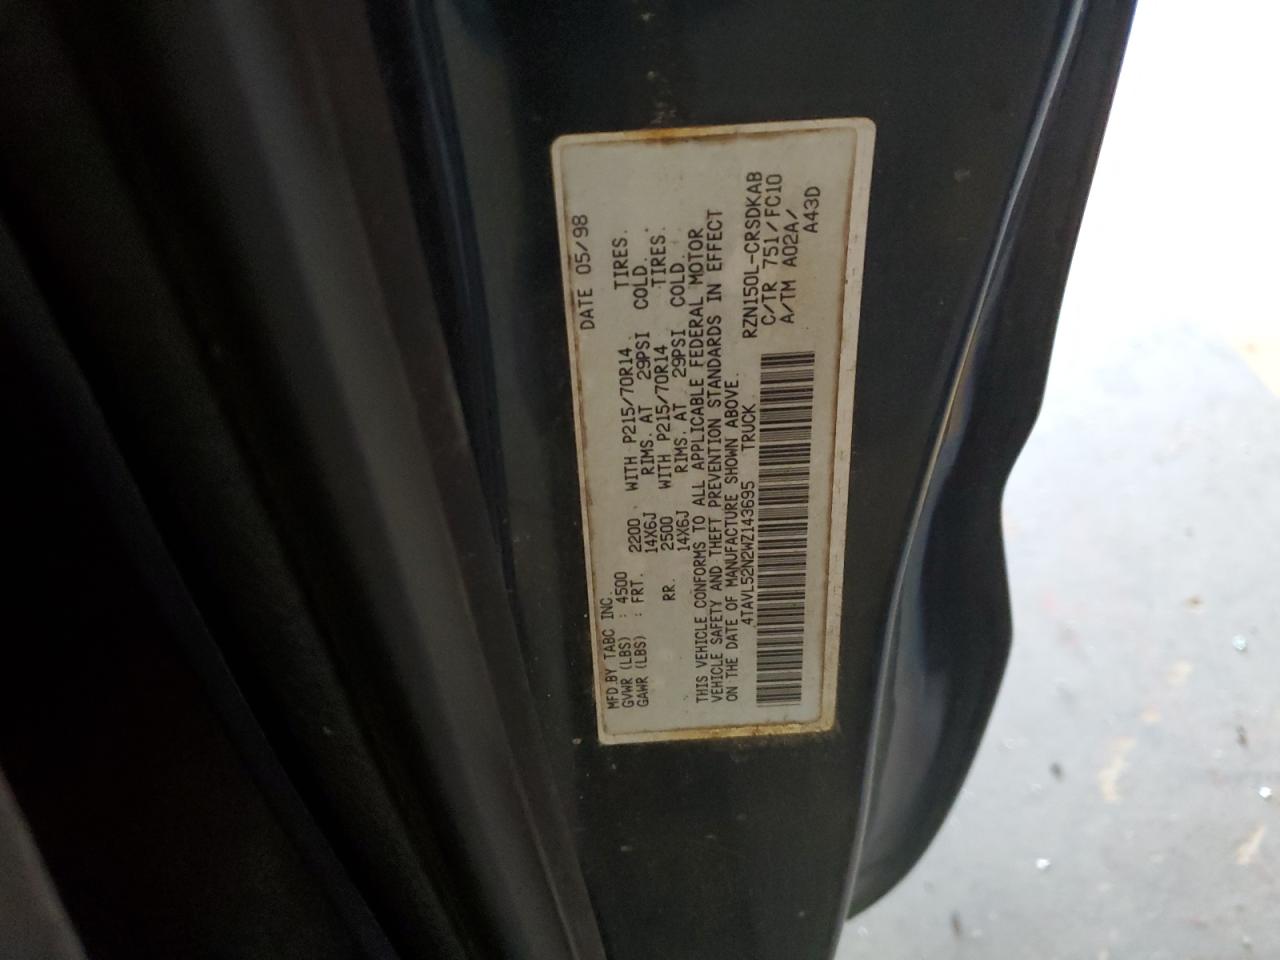 DATE 05/98
MFD.BY TABC INC.
GVWR (LBS) : 4500
GAWR (LBS) : FRT. 2200 WITH P215/70R14 TIRES.
14X6J RIMS. AT 29PSI COLD.
RR. 2500 WITH P215/70R14 TIRES.
14X6J RIMS. AT 29PSI COLD.
THIS VEHICLE CONFORMS TO ALL APPLICABLE FEDERAL MOTOR
VEHICLE SAFETY AND THEFT PREVENTION STANDARDS IN EFFECT
ON THE DATE OF MANUFACTURE SHOWN ABOVE.
4TAVL52N2WZ143695 TRUCK
RZN150L-CRSDKAB
C/TR 751/FC10
A/TM A02A/
A43D